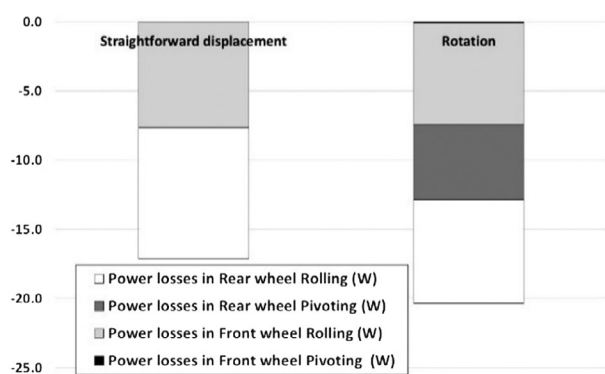 0.0
Straightforward displacement
Rotation
-5.0
-10.0
-15.0
-20.0
-25.0
Power losses in Rear wheel Rolling (W)
Power losses in Rear wheel Pivoting (W)
Power losses in Front wheel Rolling (W)
Power losses in Front wheel Pivoting (W)